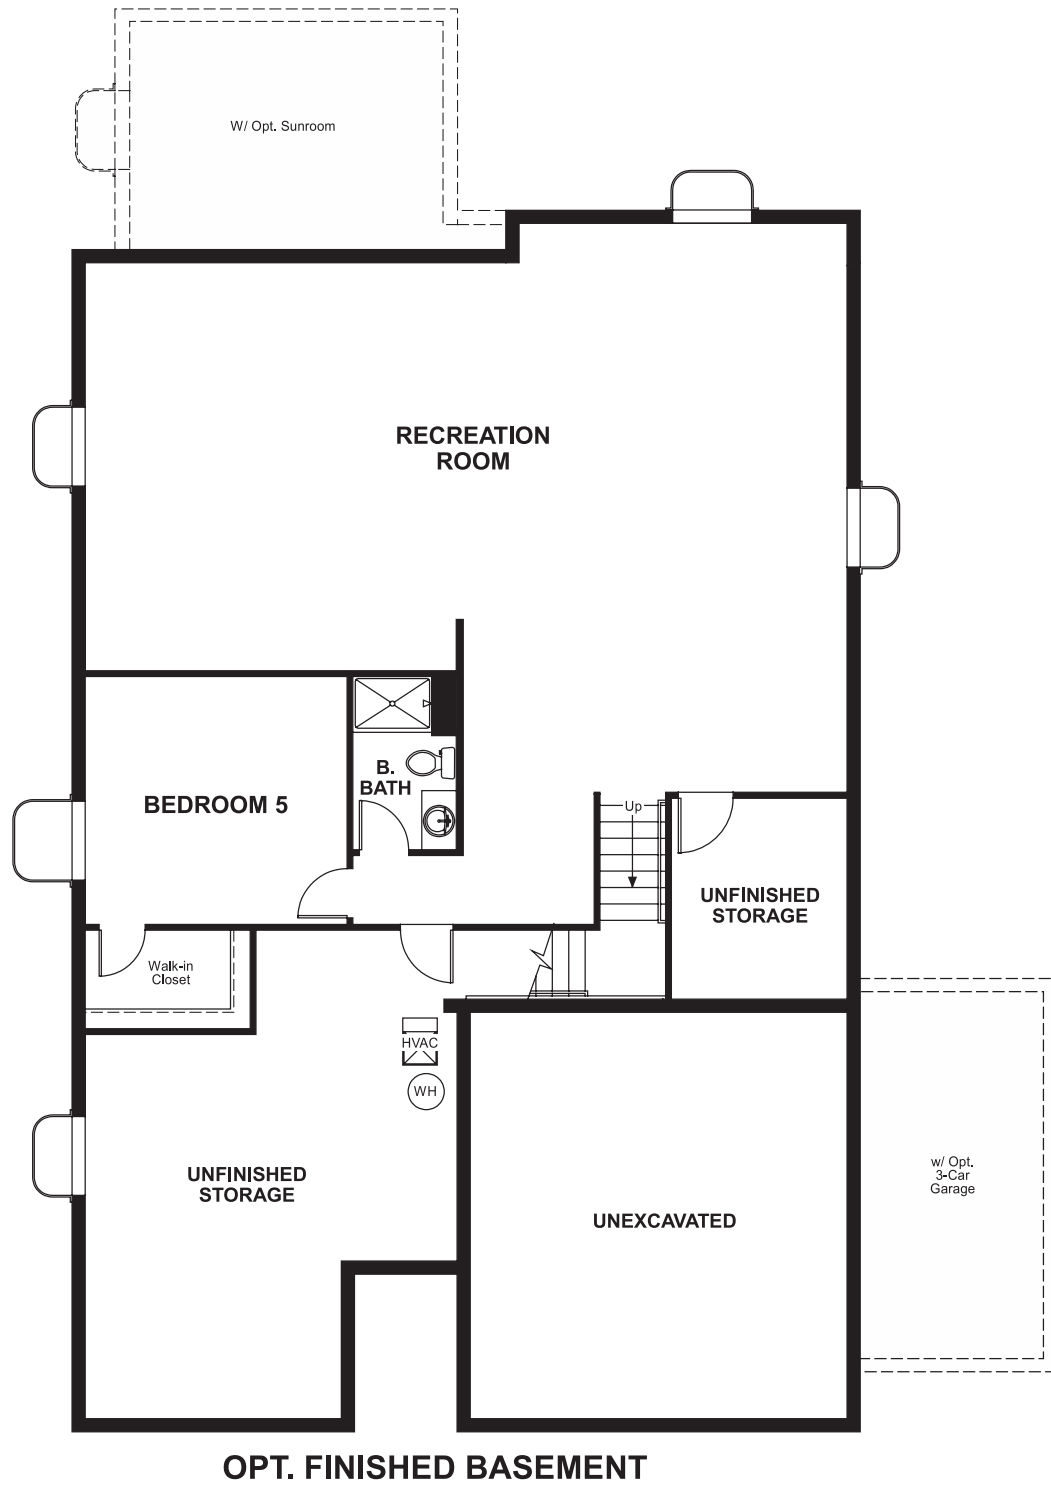 W/ Opt. Sunroom
RECREATION
ROOM
B.
BATH
BEDROOM 5
Up
UNFINISHED
STORAGE
Walk-in
Closet
HVAC
WH
UNFINISHED
STORAGE
UNEXCAVATED
w/ Opt.
3-Car
Garage
OPT. FINISHED BASEMENT